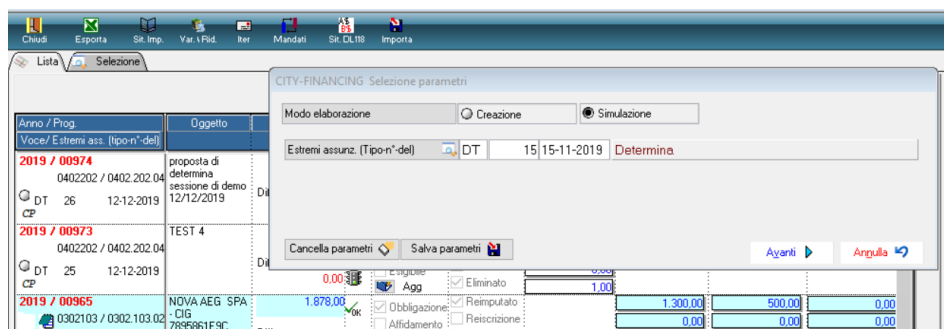 Chiudi Esporta Sit. Imp. Var. \ Rid. Iter Mandati Sit. DL118 Importa
Lista Selezione
CITY-FINANCING Selezione parametri
Modo elaborazione Creazione Simulazione
Estremi assunz. (Tipo-n°-del) DT 15 15-11-2019 Determina
Cancella parametri Salva parametri Avanti Annulla
Anno / Prog. Oggetto
Voce/ Estremi ass. (tipo-n°-del)
2019 / 00974 proposta di
0402202 / 0402.202.04 determina
sessione di demo
DT 26 12-12-2019 12/12/2019
CP
2019 / 00973 TEST 4
0402202 / 0402.202.04
DT 25 12-12-2019
CP
0,00 Esigibile Eliminato 0,00
Agg 1,00
2019 / 00965 NOVA AEG SPA 1.878,00 Obbligazione Reimputato 1.300,00 500,00 0,00
0302103 / 0302.103.02 - CIG OK Affidamento Reiscrizione 0,00 0,00 0,00
7895861F9C